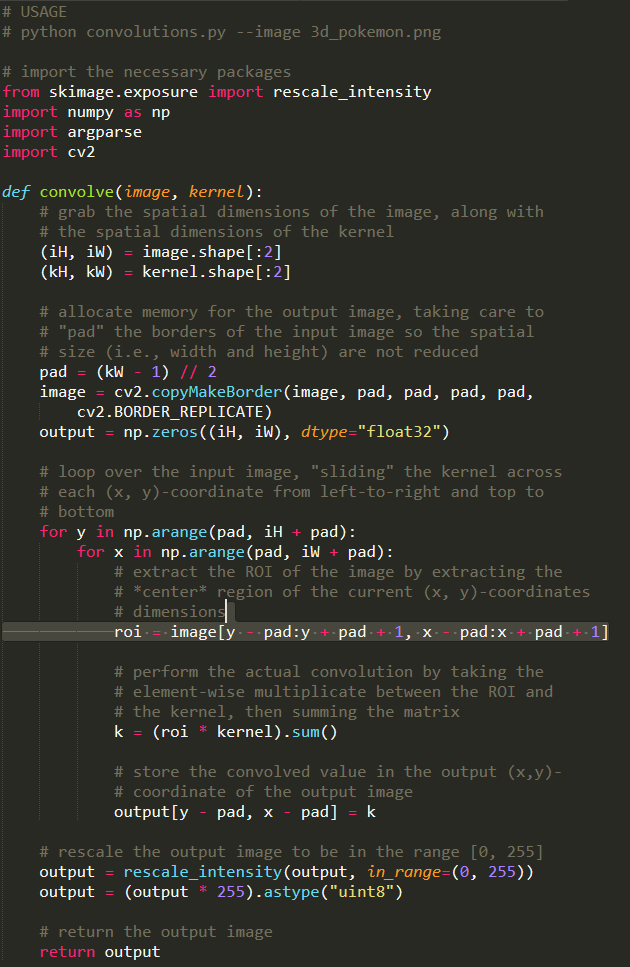 # USAGE
# python convolutions.py --image 3d_pokemon.png
# import the necessary packages
from skimage.exposure import rescale_intensity
import numpy as np
import argparse
import cv2
def convolve(image, kernel):
# grab the spatial dimensions of the image, along with
# the spatial dimensions of the kernel
(iH, iW) = image.shape[:2]
(kH, kW) = kernel.shape[:2]
# allocate memory for the output image, taking care to
# "pad" the borders of the input image so the spatial
# size (i.e., width and height) are not reduced
pad = (kW - 1) // 2
image = cv2.copyMakeBorder(image, pad, pad, pad, pad,
cv2.BORDER_REPLICATE)
output = np.zeros((iH, iW), dtype="float32")
# loop over the input image, "sliding" the kernel across
# each (x, y)-coordinate from left-to-right and top to
# bottom
for y in np.arange(pad, iH + pad):
for x in np.arange(pad, iW + pad):
# extract the ROI of the image by extracting the
# *center* region of the current (x, y)-coordinates
# dimensions
roi = image[y - pad:y + pad + 1, x - pad:x + pad + 1]
# perform the actual convolution by taking the
# element-wise multiplicate between the ROI and
# the kernel, then summing the matrix
k = (roi * kernel).sum()
# store the convolved value in the output (x,y)-
# coordinate of the output image
output[y - pad, x - pad] = k
# rescale the output image to be in the range [0, 255]
output = rescale_intensity(output, in_range=(0, 255))
output = (output * 255).astype("uint8")
# return the output image
return output